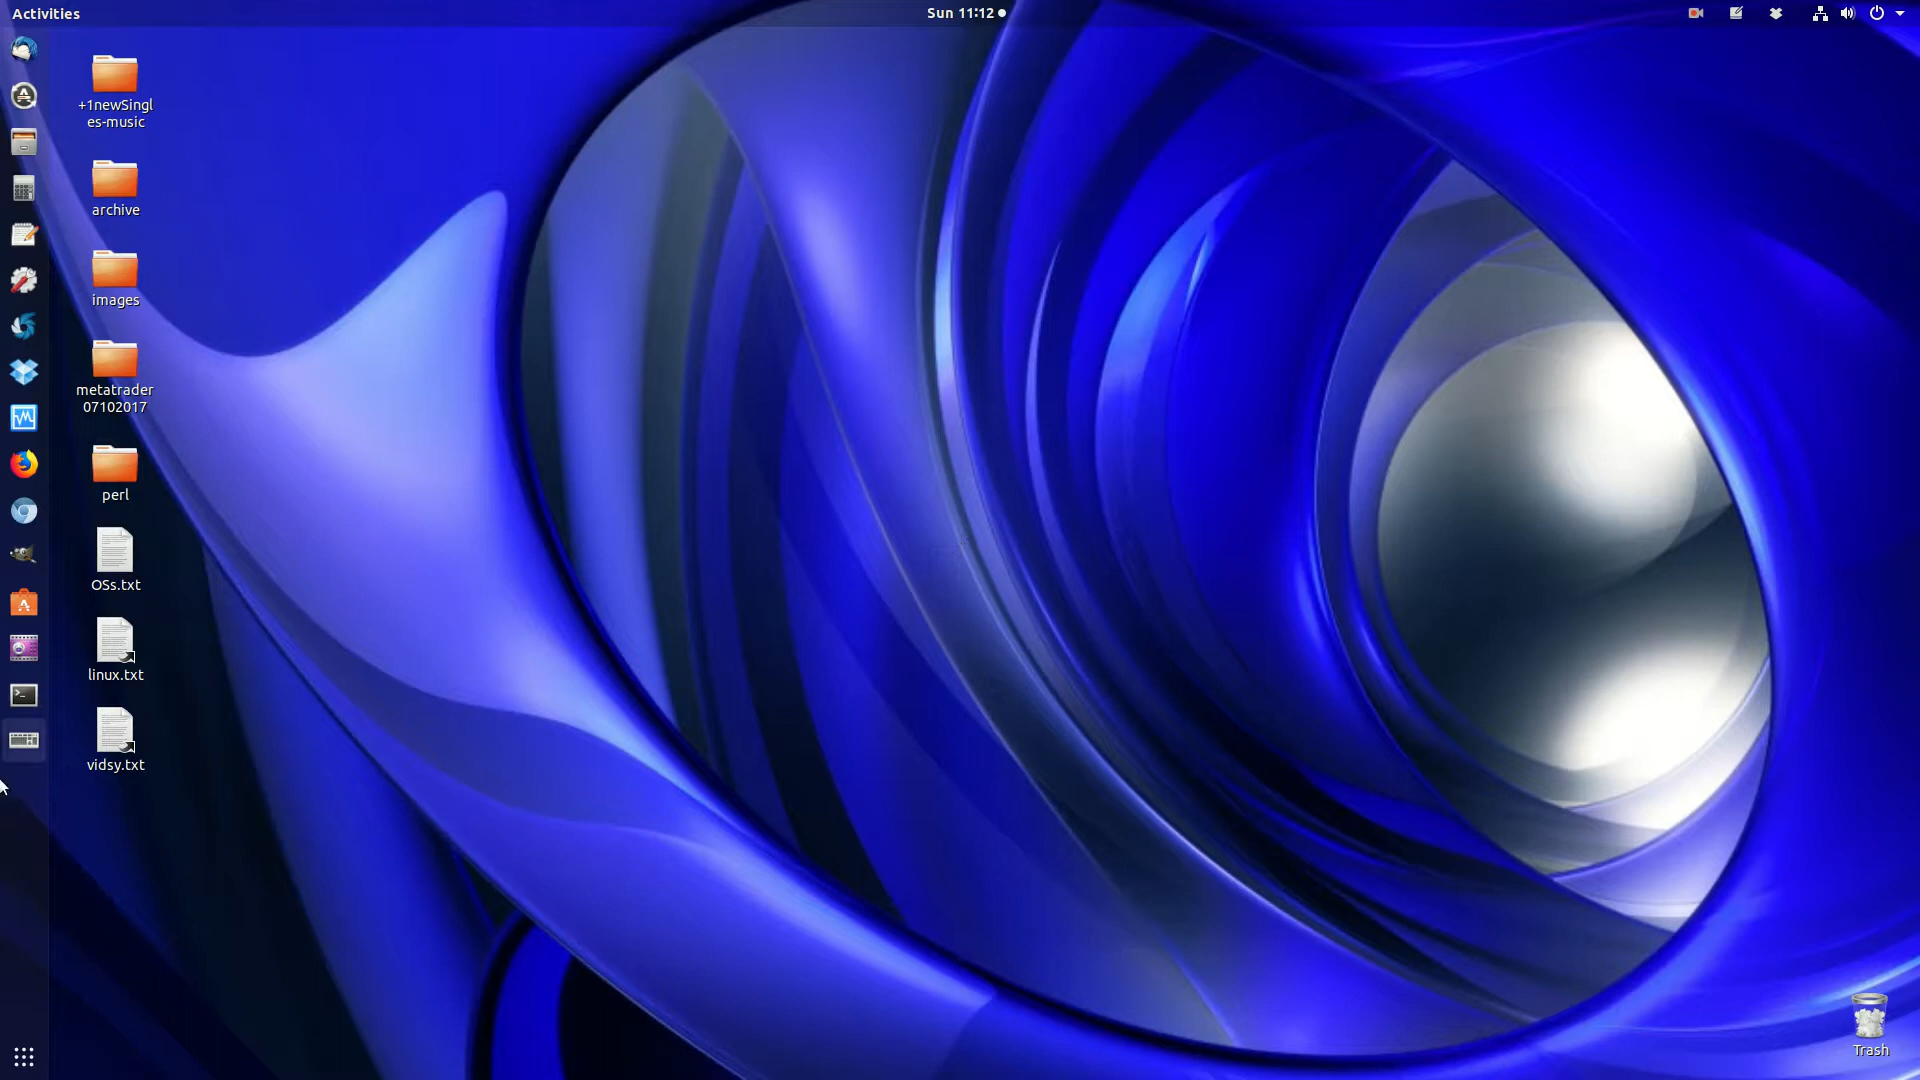 Activities
Sun 11:12
+1newSingl
es-music
archive
images
metatrader
07102017
perl
OSs.txt
linux.txt
vidsy.txt
Trash